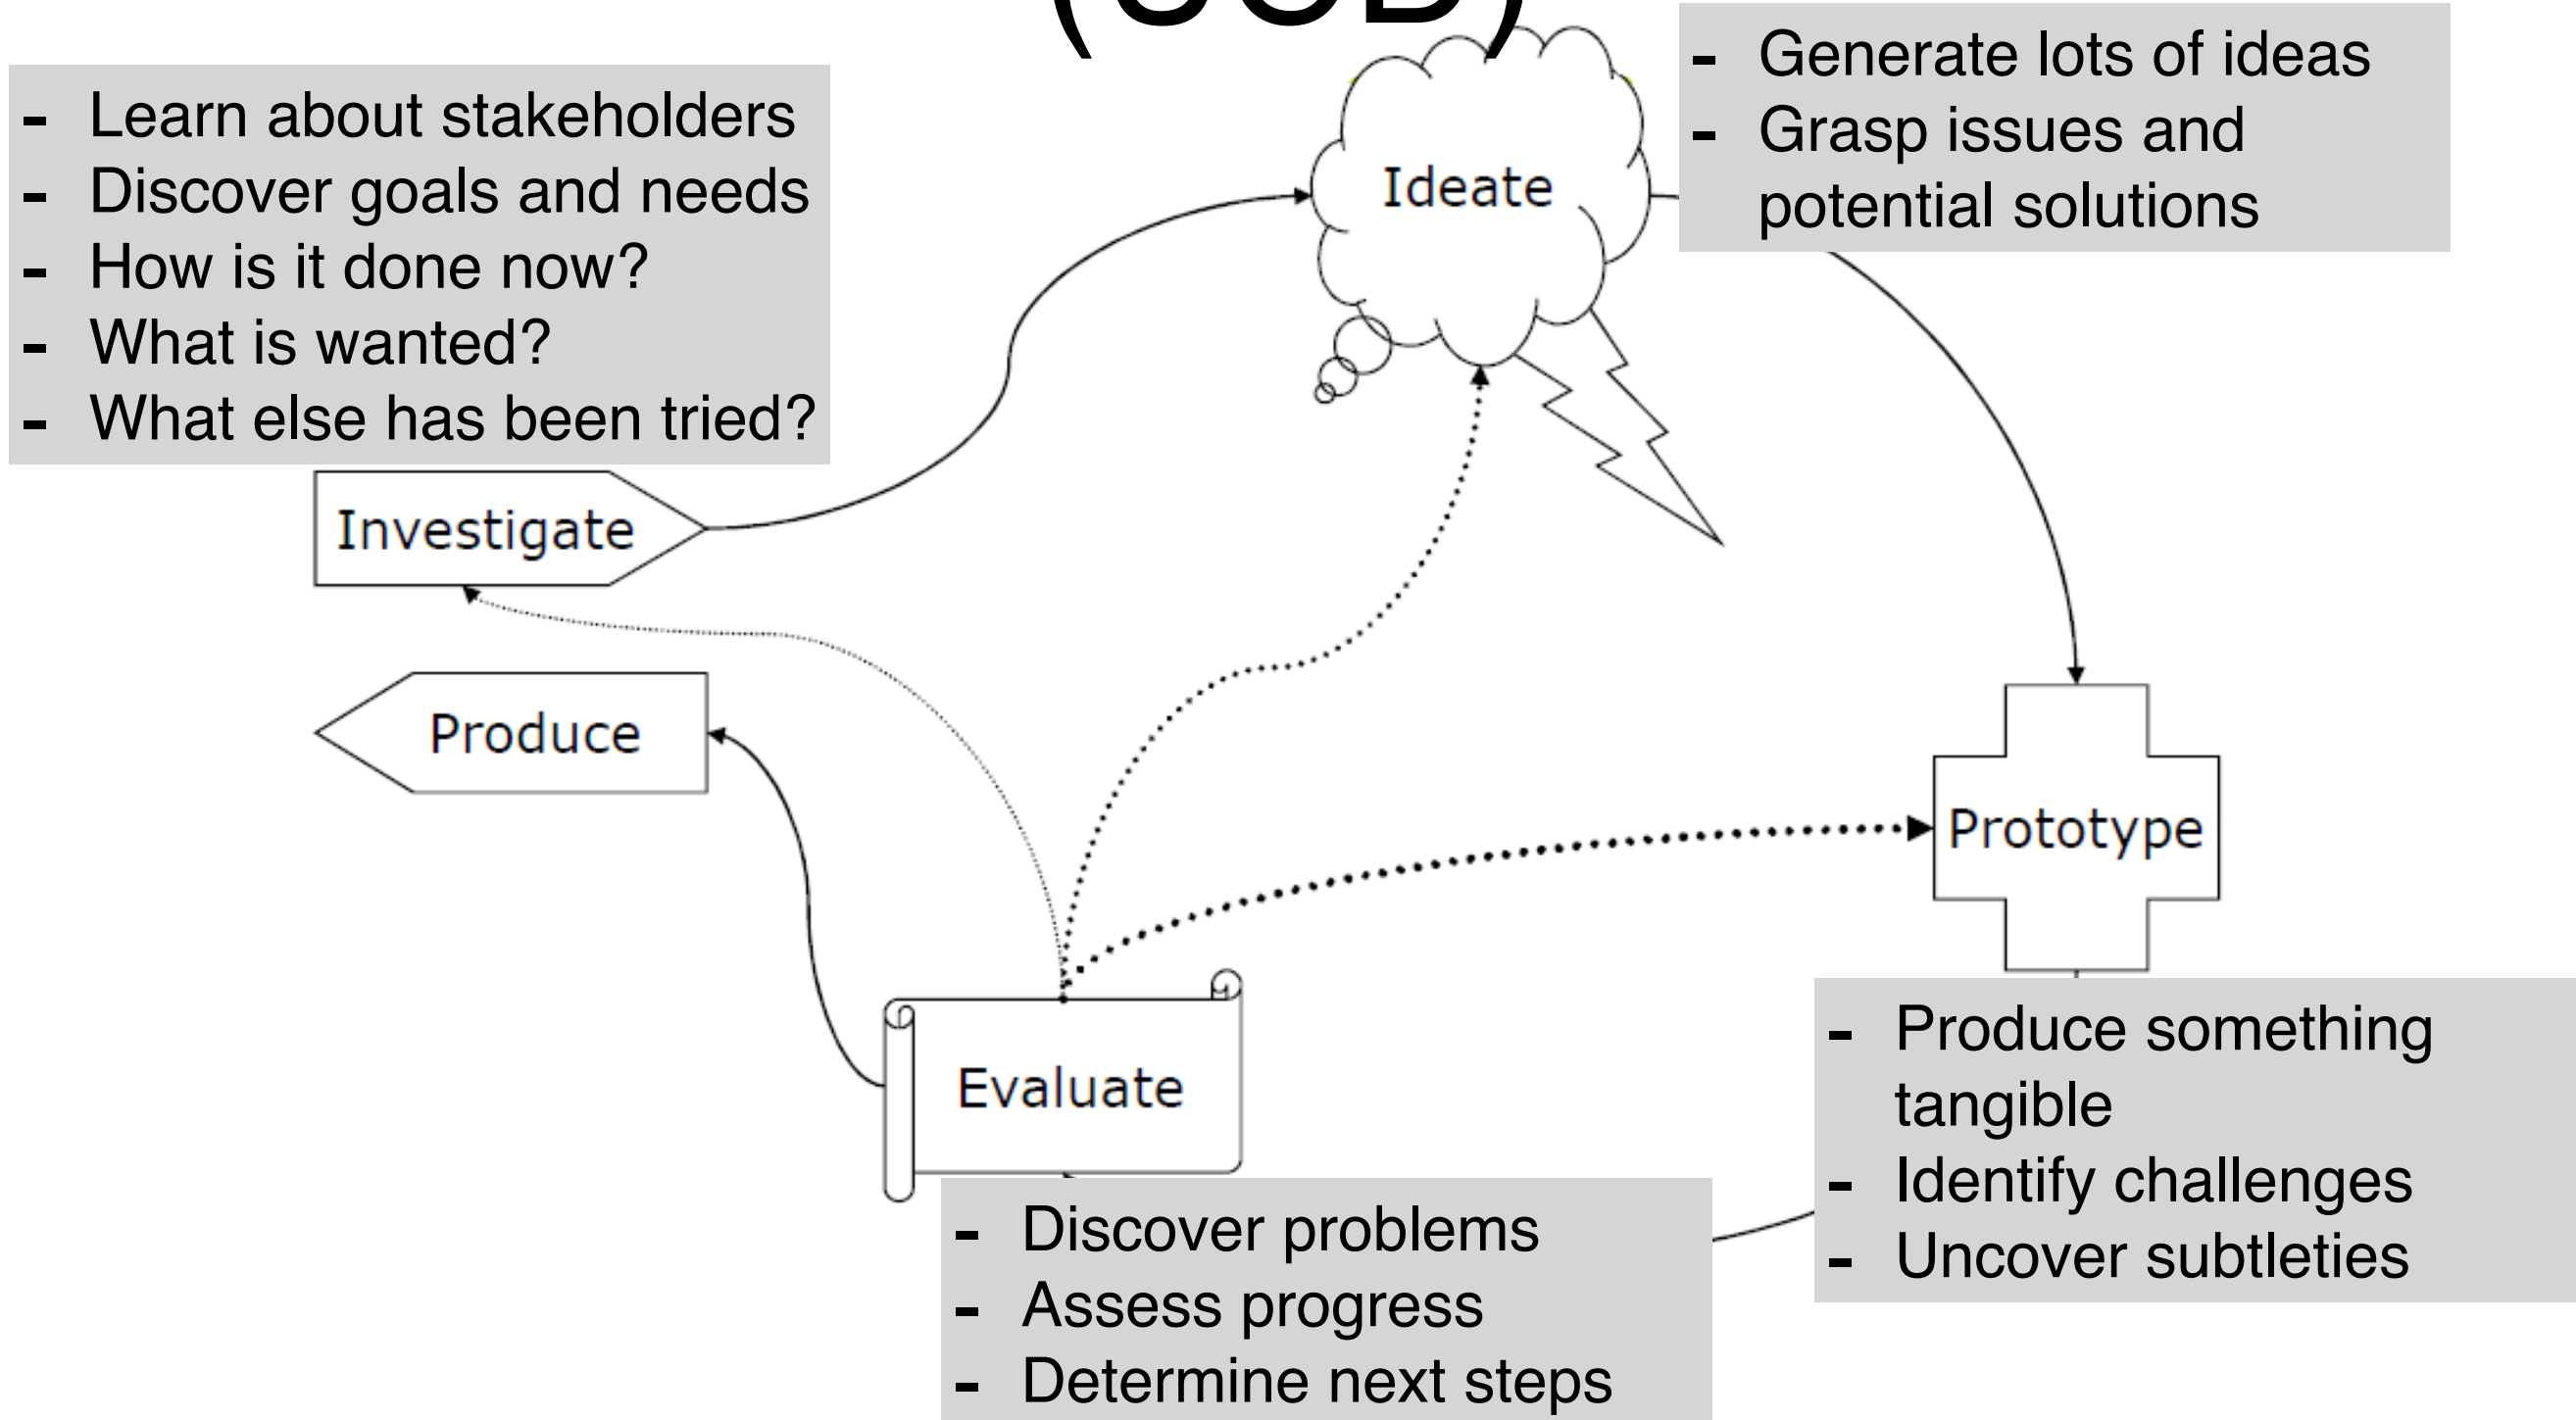 - Learn about stakeholders
- Discover goals and needs
- How is it done now?
- What is wanted?
- What else has been tried?
Ideate
- Generate lots of ideas
- Grasp issues and
potential solutions
Investigate
Produce
Prototype
Evaluate
- Produce something
tangible
- Identify challenges
- Uncover subtleties
- Discover problems
- Assess progress
- Determine next steps